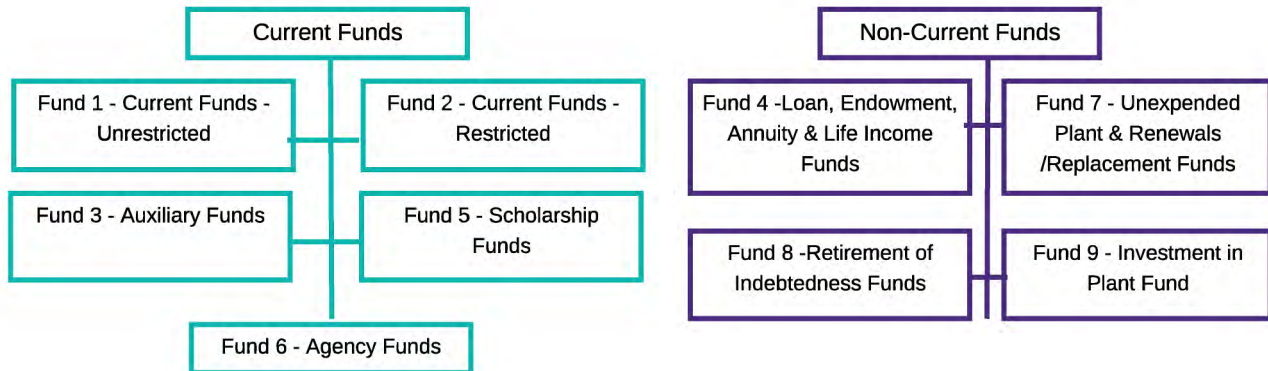 Current Funds
Fund 1 - Current Funds -
Unrestricted
Fund 2 - Current Funds -
Restricted
Fund 3 - Auxiliary Funds
Fund 5 - Scholarship
Funds
Fund 6 - Agency Funds
Non-Current Funds
Fund 4 -Loan, Endowment,
Annuity & Life Income
Funds
Fund 7 - Unexpended
Plant & Renewals
/Replacement Funds
Fund 8 -Retirement of
Indebtedness Funds
Fund 9 - Investment in
Plant Fund